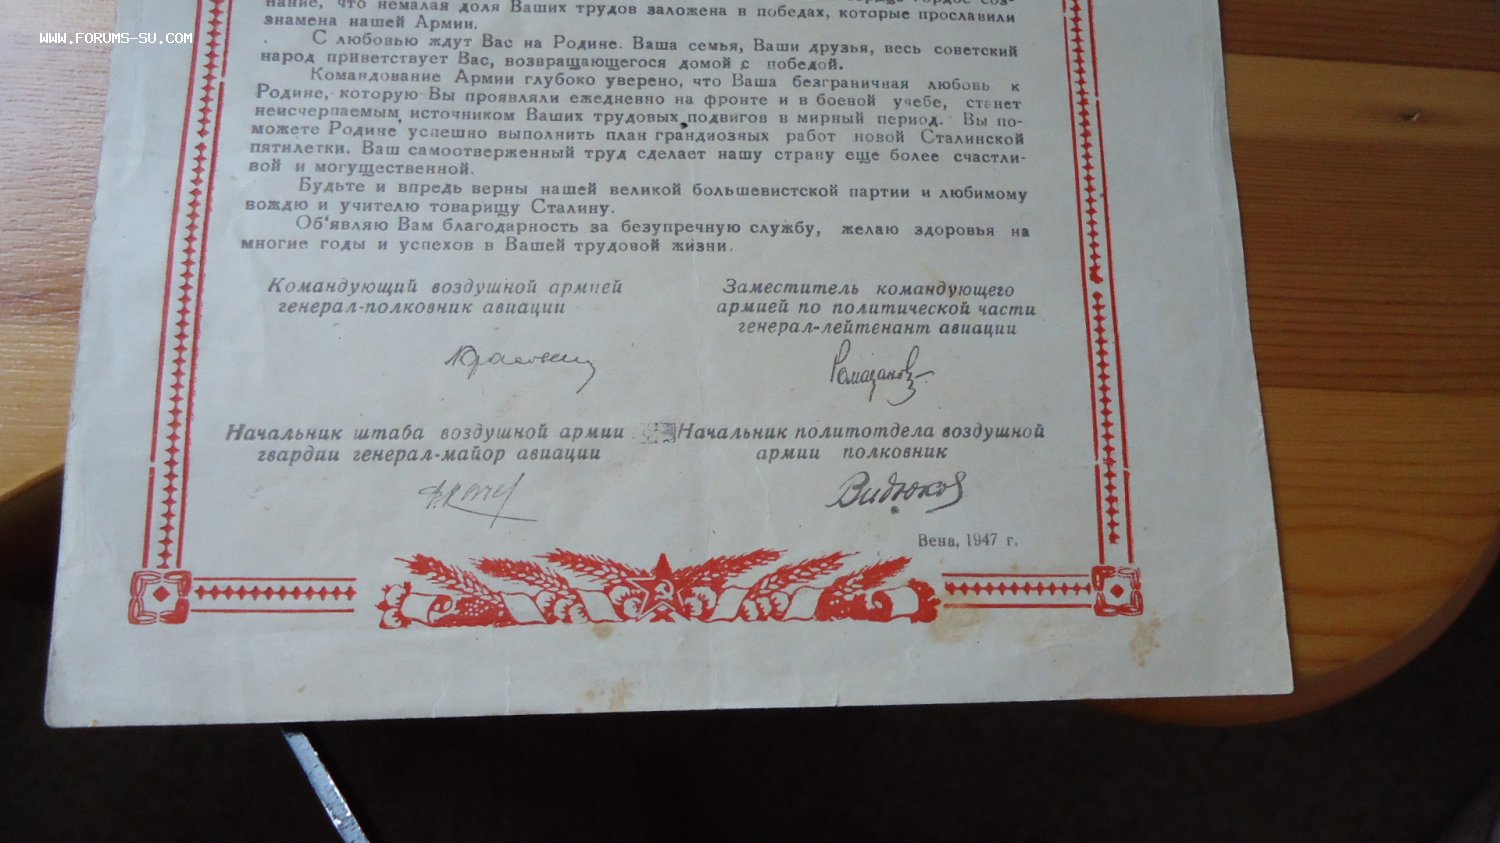 www.forums-su.com
нание, что немалая доля Ваших трудов заложена в победах, которые прославили
знамена нашей Армии.
С любовью ждут Вас на Родине. Ваша семья, Ваши друзья, весь советский
народ приветствует Вас, возвращающегося домой с победой.
Командование Армии глубоко уверено, что Ваша безграничная любовь к
Родине, которую Вы проявляли ежедневно на фронте и в боевой учебе, станет
неисчерпаемым источником Ваших трудовых подвигов в мирный период. Вы по-
можете Родине успешно выполнить план грандиозных работ новой Сталинской
пятилетки. Ваш самоотверженный труд сделает нашу страну еще более счастли-
вой и могущественной.
Будьте и впредь верны нашей великой большевистской партии и любимому
вождю и учителю товарищу Сталину.
Об'являю Вам благодарность за безупречную службу, желаю здоровья на
многие годы и успехов в Вашей трудовой жизни.
Командующий воздушной армией
генерал-полковник авиации
Заместитель командующего
армией по политической части
генерал-лейтенант авиации
Рамазанов
Начальник штаба воздушной армии
гвардии генерал-майор авиации
Начальник политотдела воздушной
армии полковник
Видюков
Вена, 1947 г.